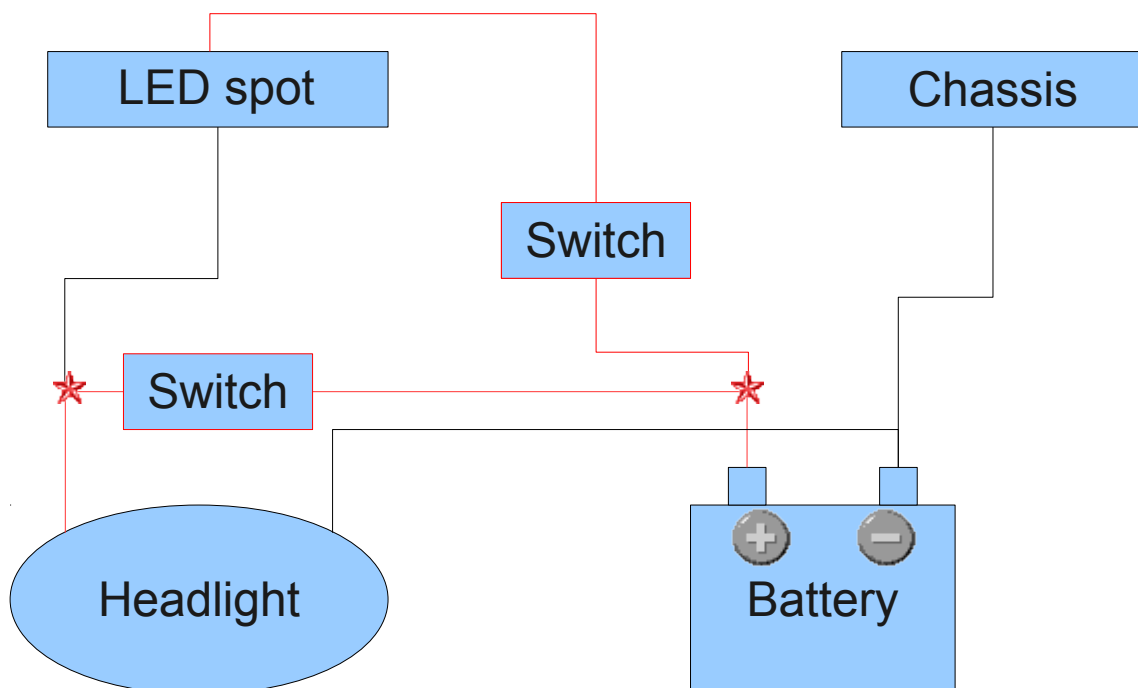 LED spot
Chassis
Switch
Switch
Headlight
+
−
Battery